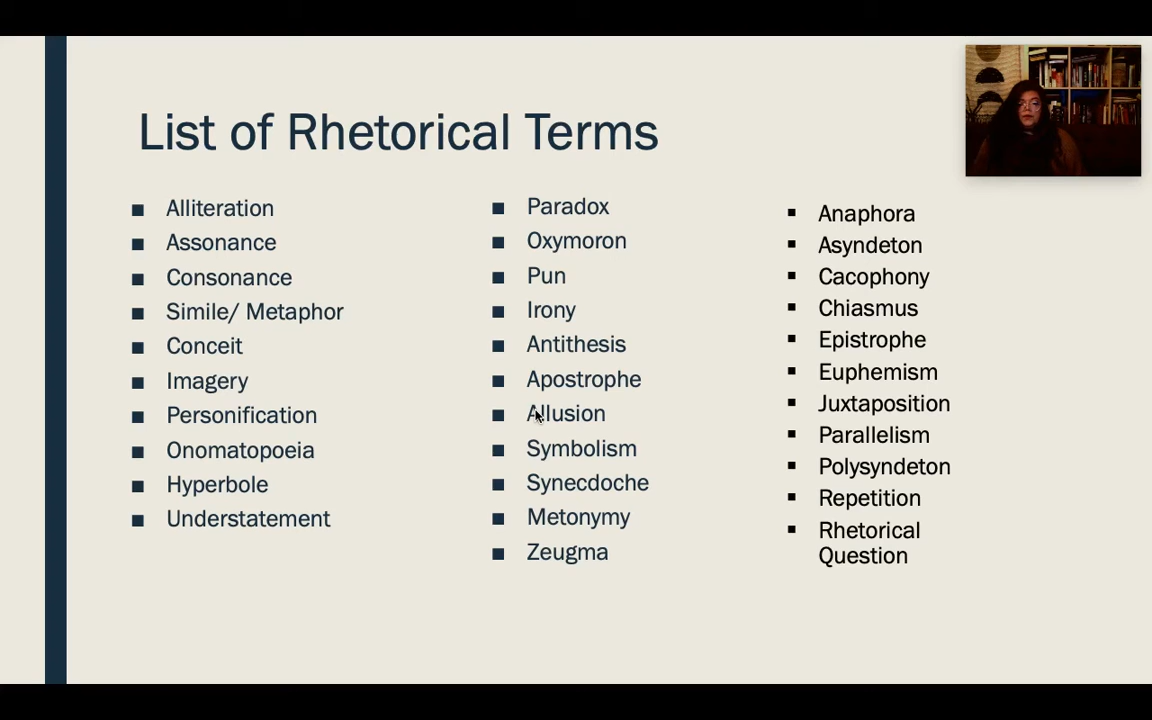 List of Rhetorical Terms
Alliteration
Assonance
Consonance
Simile/ Metaphor
Conceit
Imagery
Personification
Onomatopoeia
Hyperbole
Understatement
Paradox
Oxymoron
Pun
Irony
Antithesis
Apostrophe
Allusion
Symbolism
Synecdoche
Metonymy
Zeugma
Anaphora
Asyndeton
Cacophony
Chiasmus
Epistrophe
Euphemism
Juxtaposition
Parallelism
Polysyndeton
Repetition
Rhetorical
Question